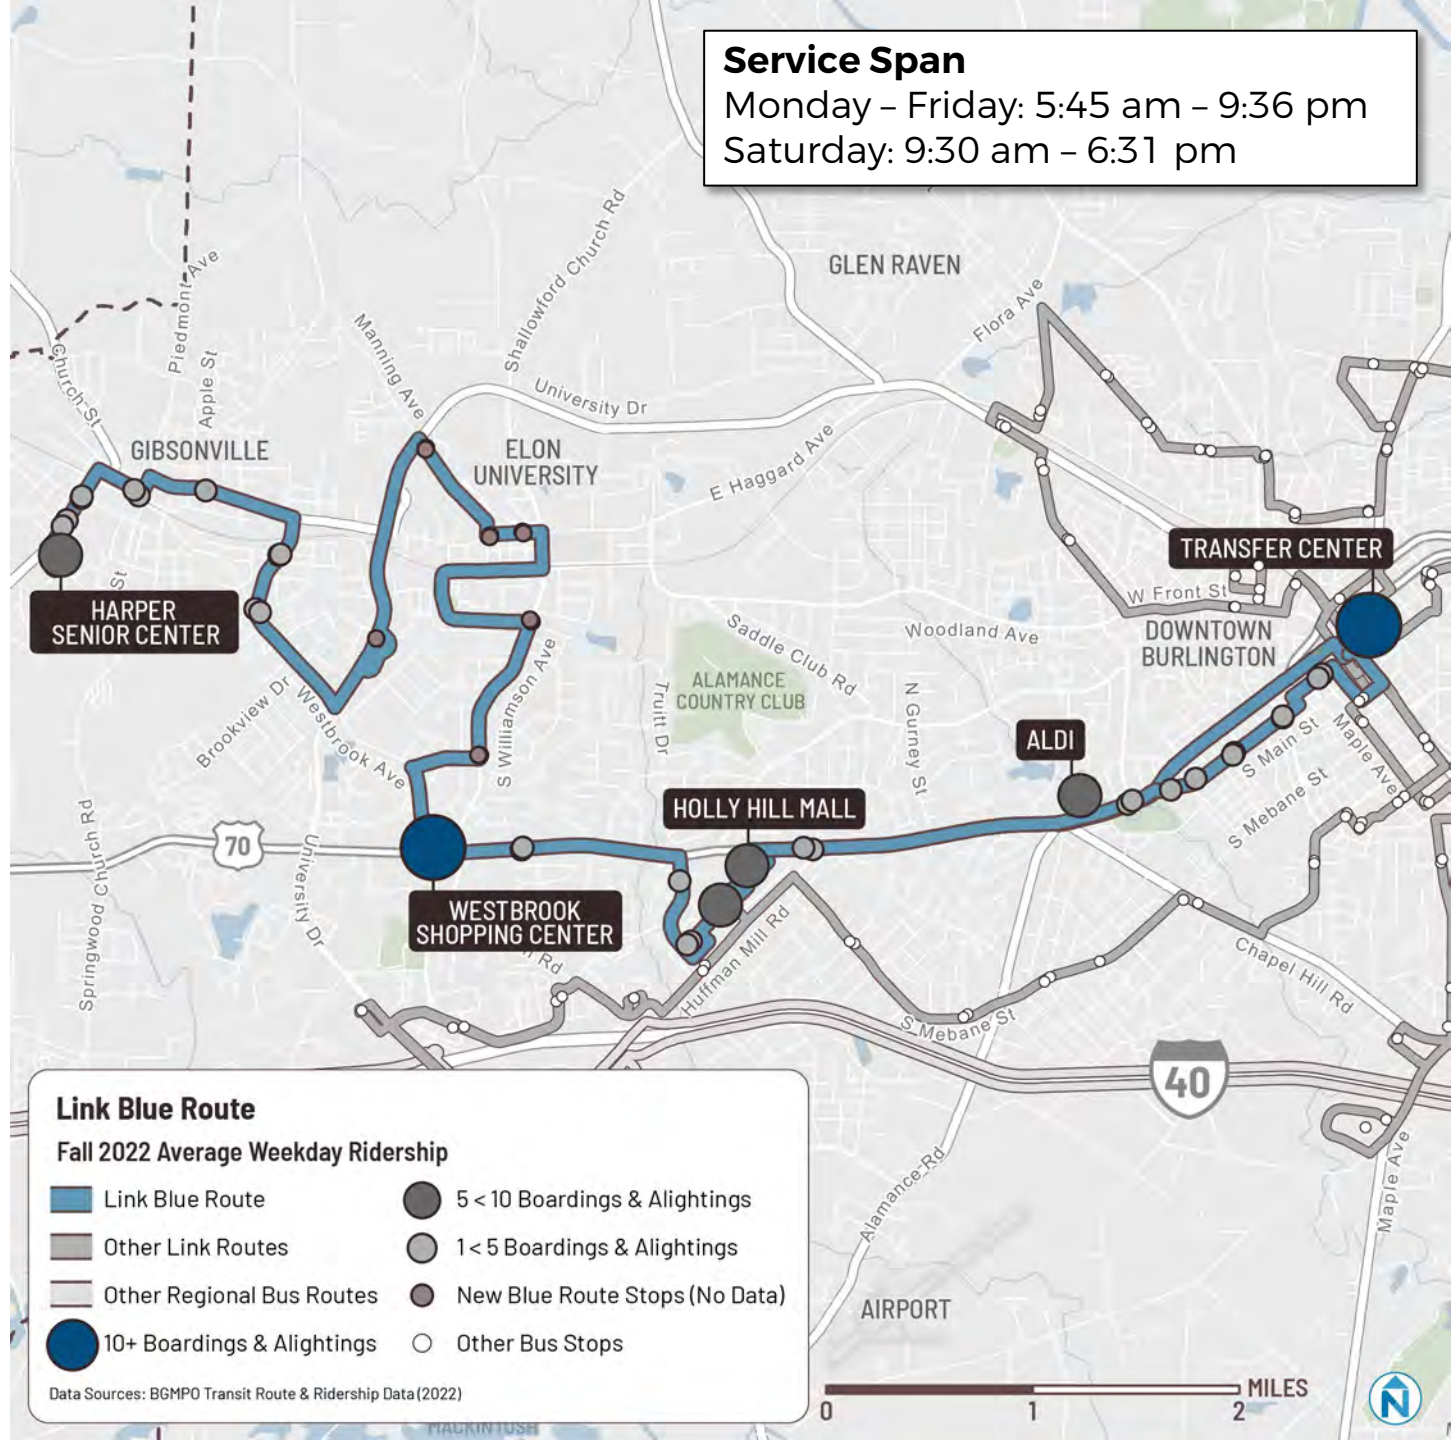 Service Span
Monday – Friday: 5:45 am – 9:36 pm
Saturday: 9:30 am – 6:31 pm
GLEN RAVEN
Piedmont Ave
Shallowford Church Rd
Flora Ave
Manning Ave
Church St
Apple St
University Dr
GIBSONVILLE
ELON
UNIVERSITY
E Haggard Ave
TRANSFER CENTER
St
HARPER
SENIOR CENTER
W Front St
Woodland Ave
DOWNTOWN
BURLINGTON
Saddle Club Rd
ALAMANCE
COUNTRY CLUB
Truitt Dr
N Gurney St
Brookview Dr
Westbrook Ave
S Williamson Ave
ALDI
S Main St
Maple Ave
S Mebane St
HOLLY HILL MALL
70
Springwood Church Rd
University Dr
WESTBROOK
SHOPPING CENTER
Rd
Huffman Mill Rd
Chapel Hill Rd
S Mebane St
40
Link Blue Route
Fall 2022 Average Weekday Ridership
Link Blue Route
5 < 10 Boardings & Alightings
Other Link Routes
1 < 5 Boardings & Alightings
Other Regional Bus Routes
New Blue Route Stops (No Data)
10+ Boardings & Alightings
Other Bus Stops
Data Sources: BGMPO Transit Route & Ridership Data (2022)
Alamance Rd
Maple Ave
AIRPORT
MILES
0 1 2
N
MACKINTOSH